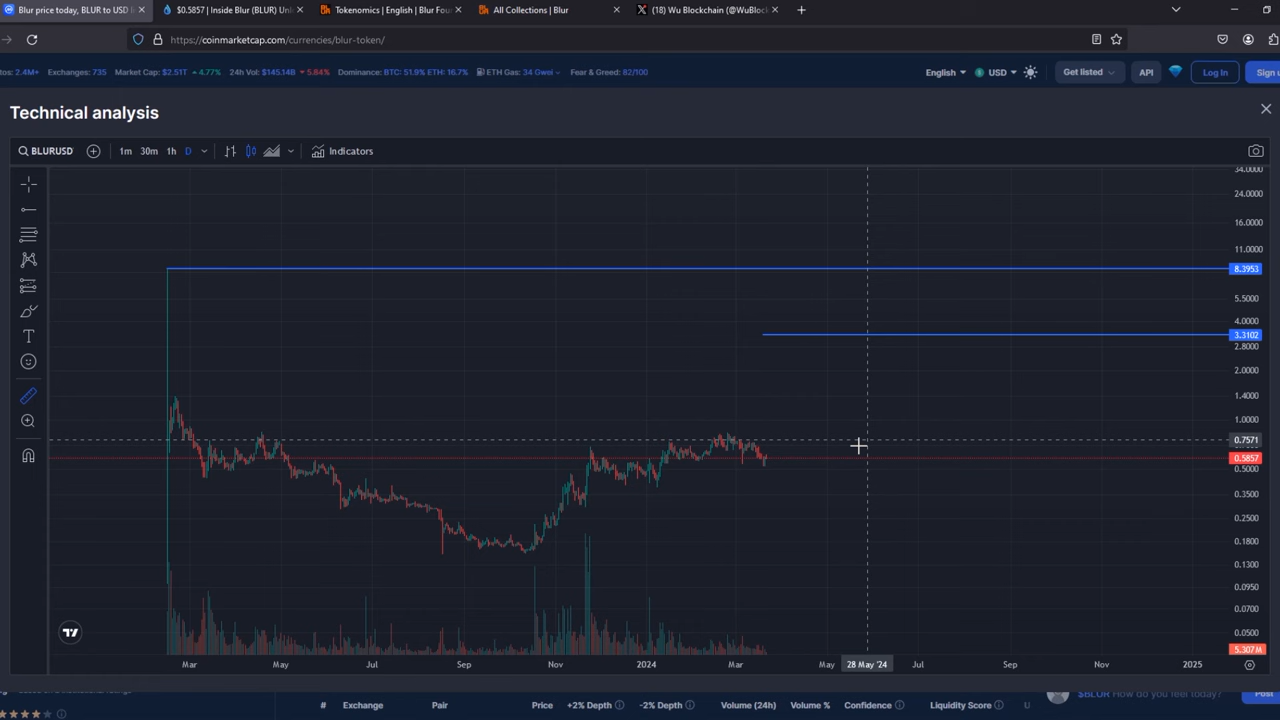 Blur price today, BLUR to USD l
$0.5857 | Inside Blur (BLUR) Unl
Tokenomics | English | Blur Fou
All Collections | Blur
(18) Wu Blockchain (@WuBloc
https://coinmarketcap.com/currencies/blur-token/
tos: 2.4M+ Exchanges: 735 Market Cap: $2.51T 4.77% 24h Vol: $145.14B 5.84% Dominance: BTC: 51.9% ETH: 16.7% ETH Gas: 34 Gwei Fear & Greed: 82/100
English USD Get listed API Log In Sign u
Technical analysis
BLURUSD 1m 30m 1h D Indicators
34.0000
24.0000
16.0000
11.0000
8.3953
5.5000
4.0000
3.3102
2.8000
2.0000
1.4000
1.0000
0.7571
0.5857
0.5000
0.3500
0.2500
0.1800
0.1300
0.0950
0.0700
0.0500
5.307M
Mar May Jul Sep Nov 2024 Mar May 28 May '24 Jul Sep Nov 2025
$BLUR How do you feel today? Post
# Exchange Pair Price +2% Depth -2% Depth Volume (24h) Volume % Confidence Liquidity Score U